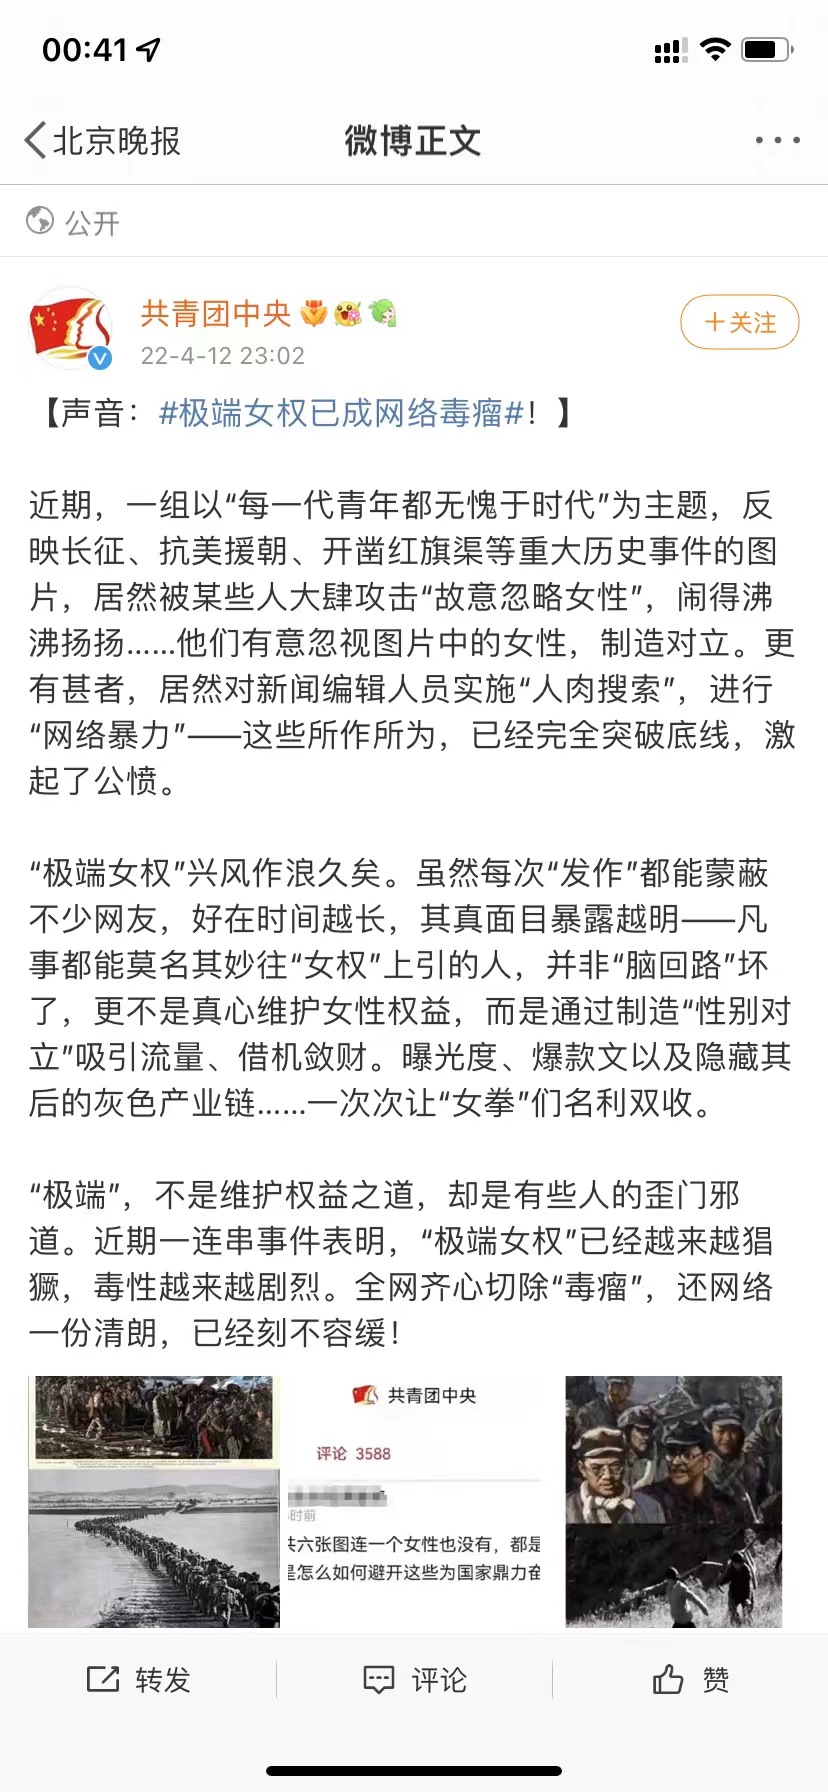 00:41
北京晚报
微博正文
公开
共青团中央
22-4-12 23:02
+关注
【声音：#极端女权已成网络毒瘤#！】
近期，一组以“每一代青年都无愧于时代”为主题，反
映长征、抗美援朝、开凿红旗渠等重大历史事件的图
片，居然被某些人大肆攻击“故意忽略女性”，闹得沸
沸扬扬……他们有意忽视图片中的女性，制造对立。更
有甚者，居然对新闻编辑人员实施“人肉搜索”，进行
“网络暴力”——这些所作所为，已经完全突破底线，激
起了公愤。
“极端女权”兴风作浪久矣。虽然每次“发作”都能蒙蔽
不少网友，好在时间越长，其真面目暴露越明——凡
事都能莫名其妙往“女权”上引的人，并非“脑回路”坏
了，更不是真心维护女性权益，而是通过制造“性别对
立”吸引流量、借机敛财。曝光度、爆款文以及隐藏其
后的灰色产业链……一次次让“女拳”们名利双收。
“极端”，不是维护权益之道，却是有些人的歪门邪
道。近期一连串事件表明，“极端女权”已经越来越猖
獗，毒性越来越剧烈。全网齐心切除“毒瘤”，还网络
一份清朗，已经刻不容缓！
共青团中央
评论 3588
时前
六张图连一个女性也没有，都是
怎么如何避开这些为国家鼎力奋
转发
评论
赞